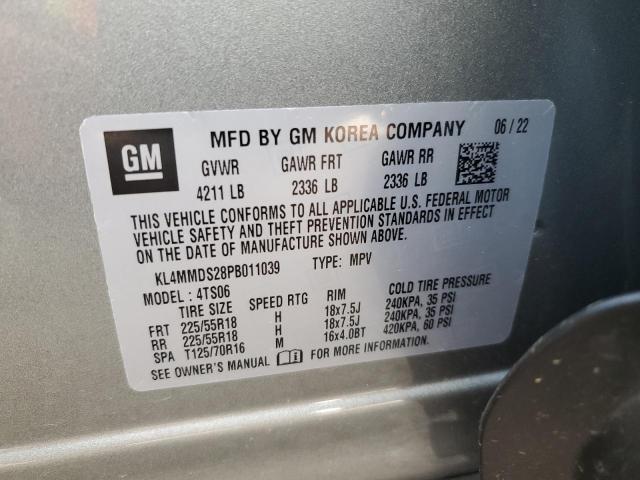 GM
MFD BY GM KOREA COMPANY 06 / 22
GVWR GAWR FRT GAWR RR
4211 LB 2336 LB 2336 LB
THIS VEHICLE CONFORMS TO ALL APPLICABLE U.S. FEDERAL MOTOR
VEHICLE SAFETY AND THEFT PREVENTION STANDARDS IN EFFECT
ON THE DATE OF MANUFACTURE SHOWN ABOVE.
KL4MMDS28PB011039 TYPE: MPV
MODEL : 4TS06
TIRE SIZE SPEED RTG RIM COLD TIRE PRESSURE
FRT 225/55R18 H 18x7.5J 240KPA, 35 PSI
RR 225/55R18 H 18x7.5J 240KPA, 35 PSI
SPA T125/70R16 M 16x4.0BT 420KPA, 60 PSI
SEE OWNER'S MANUAL FOR MORE INFORMATION.